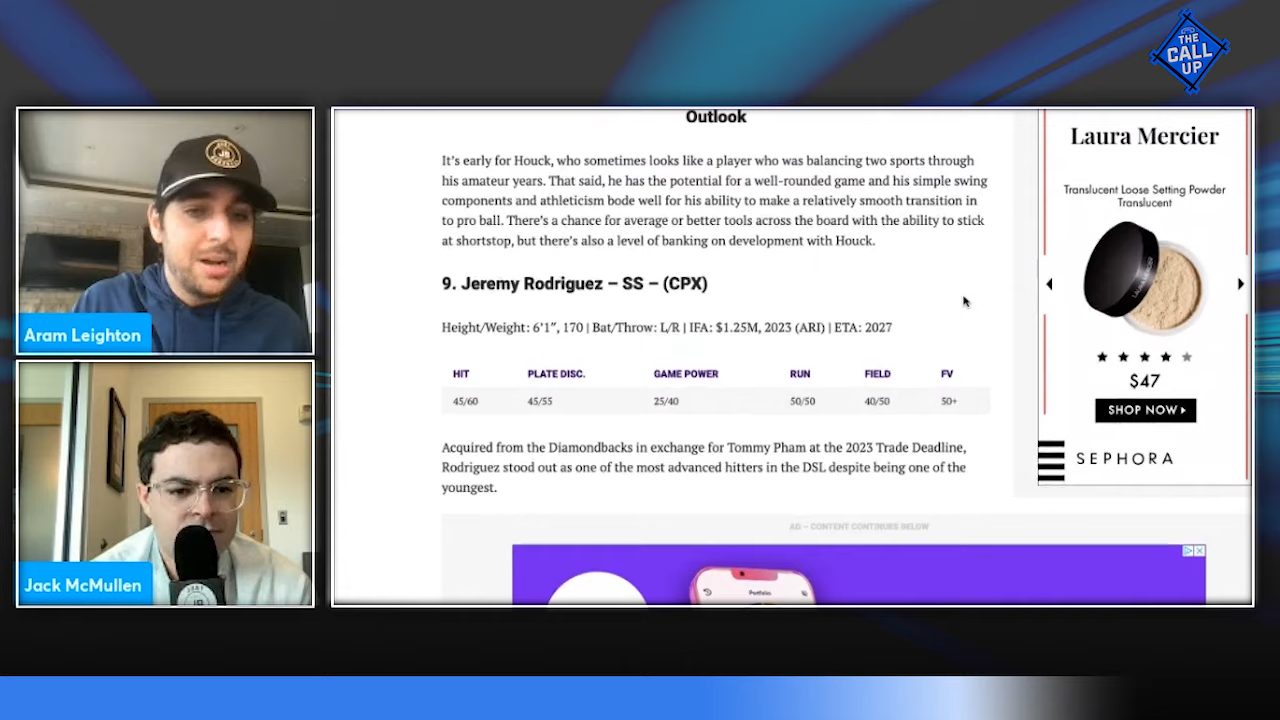 THE
CALL
UP
Aram Leighton
Jack McMullen
Outlook
It's early for Houck, who sometimes looks like a player who was balancing two sports through
his amateur years. That said, he has the potential for a well-rounded game and his simple swing
components and athleticism bode well for his ability to make a relatively smooth transition in
to pro ball. There's a chance for average or better tools across the board with the ability to stick
at shortstop, but there's also a level of banking on development with Houck.
9. Jeremy Rodriguez – SS – (CPX)
Height/Weight: 6'1″, 170 | Bat/Throw: L/R | IFA: $1.25M, 2023 (ARI) | ETA: 2027
HIT PLATE DISC. GAME POWER RUN FIELD FV
45/60 45/55 25/40 50/50 40/50 50+
Acquired from the Diamondbacks in exchange for Tommy Pham at the 2023 Trade Deadline,
Rodriguez stood out as one of the most advanced hitters in the DSL despite being one of the
youngest.
AD – CONTENT CONTINUES BELOW
Portfolio
Laura Mercier
Translucent Loose Setting Powder
Translucent
$47
SHOP NOW
SEPHORA